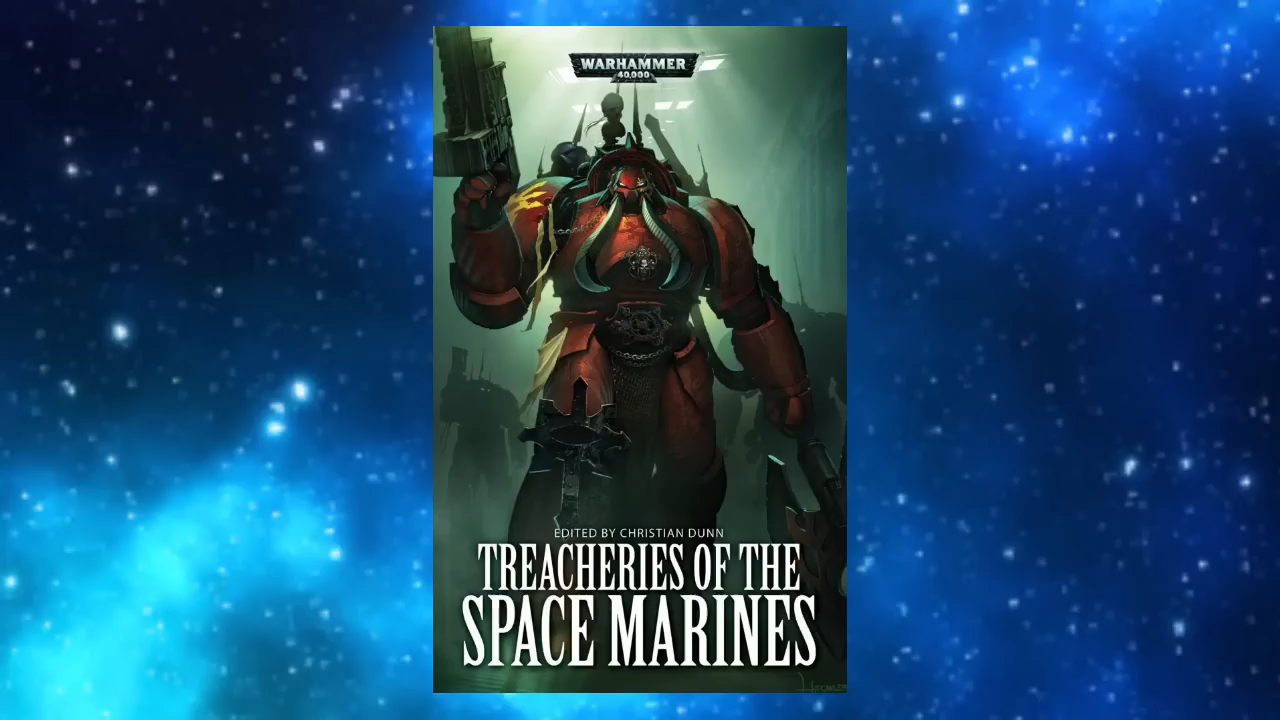 WARHAMMER
40,000
EDITED BY CHRISTIAN DUNN
TREACHERIES OF THE
SPACE MARINES